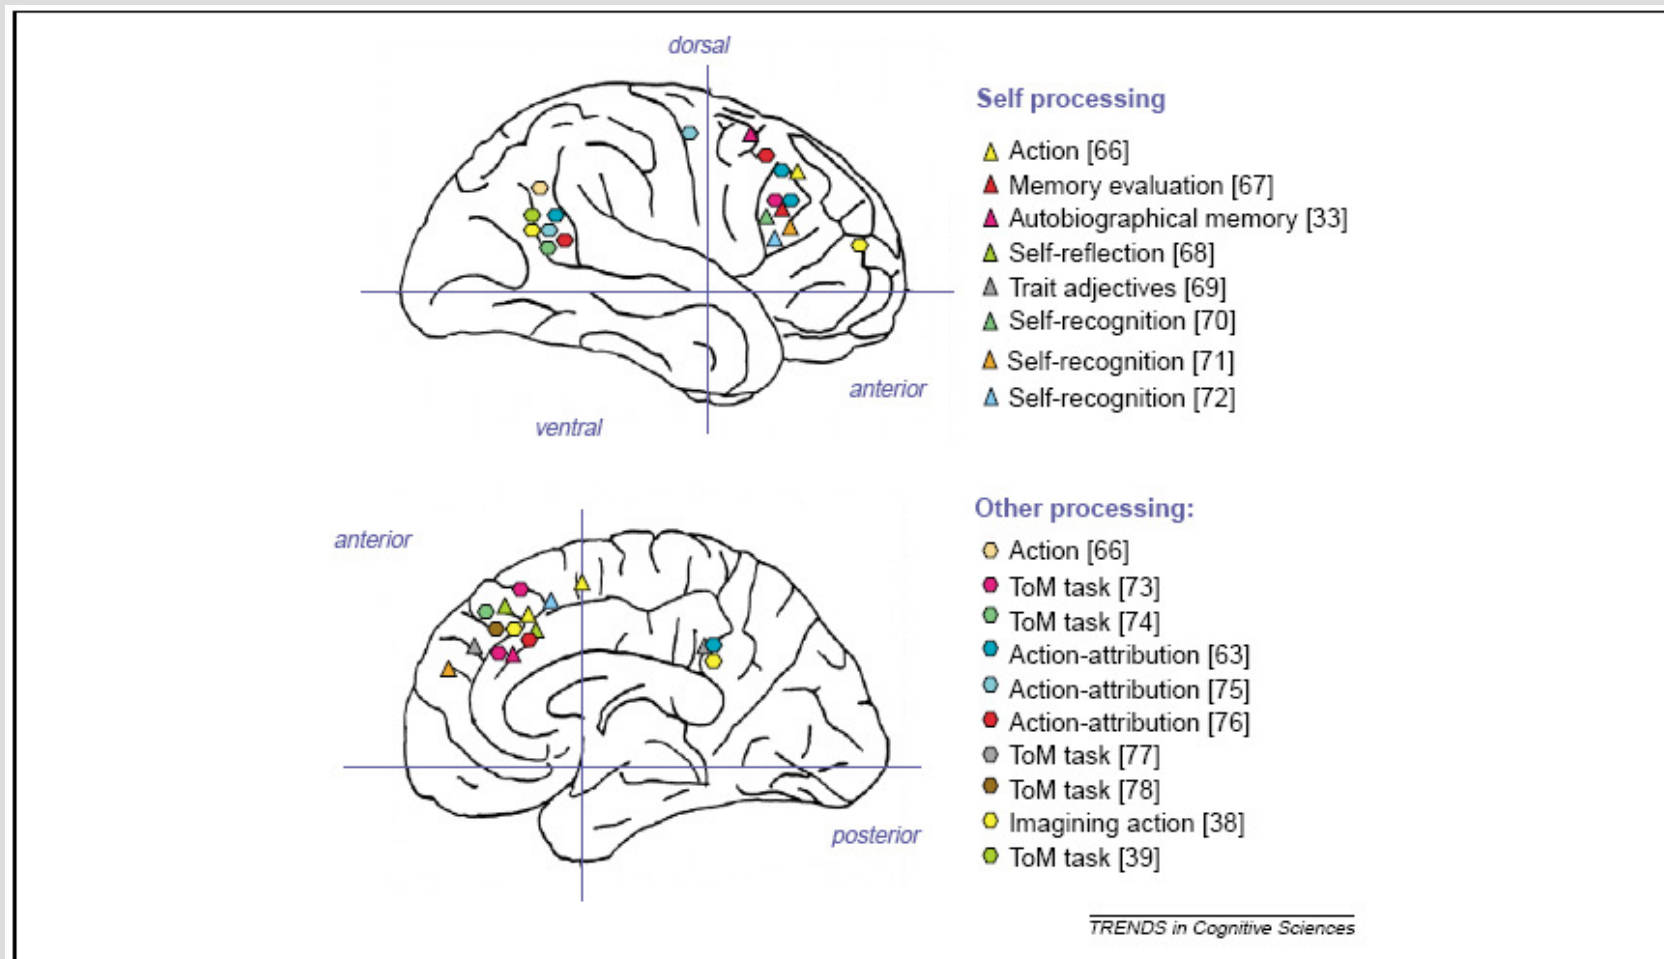 dorsal
anterior
ventral
Self processing
Action [66]
Memory evaluation [67]
Autobiographical memory [33]
Self-reflection [68]
Trait adjectives [69]
Self-recognition [70]
Self-recognition [71]
Self-recognition [72]
anterior
posterior
Other processing:
Action [66]
ToM task [73]
ToM task [74]
Action-attribution [63]
Action-attribution [75]
Action-attribution [76]
ToM task [77]
ToM task [78]
Imagining action [38]
ToM task [39]
TRENDS in Cognitive Sciences